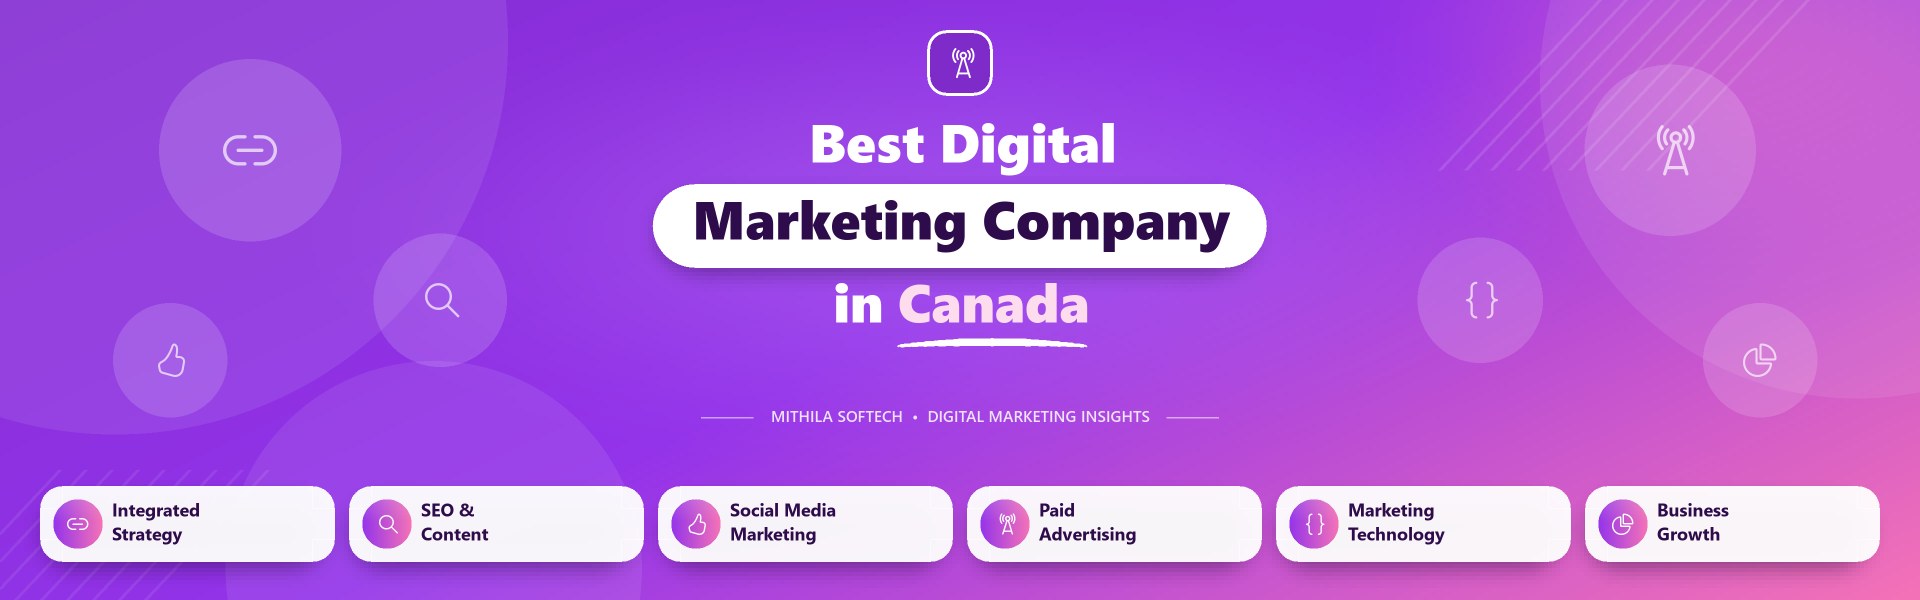 Best Digital
Marketing Company
in Canada
MITHILA SOFTECH • DIGITAL MARKETING INSIGHTS
Integrated
Strategy
SEO &
Content
Social Media
Marketing
Paid
Advertising
Marketing
Technology
Business
Growth